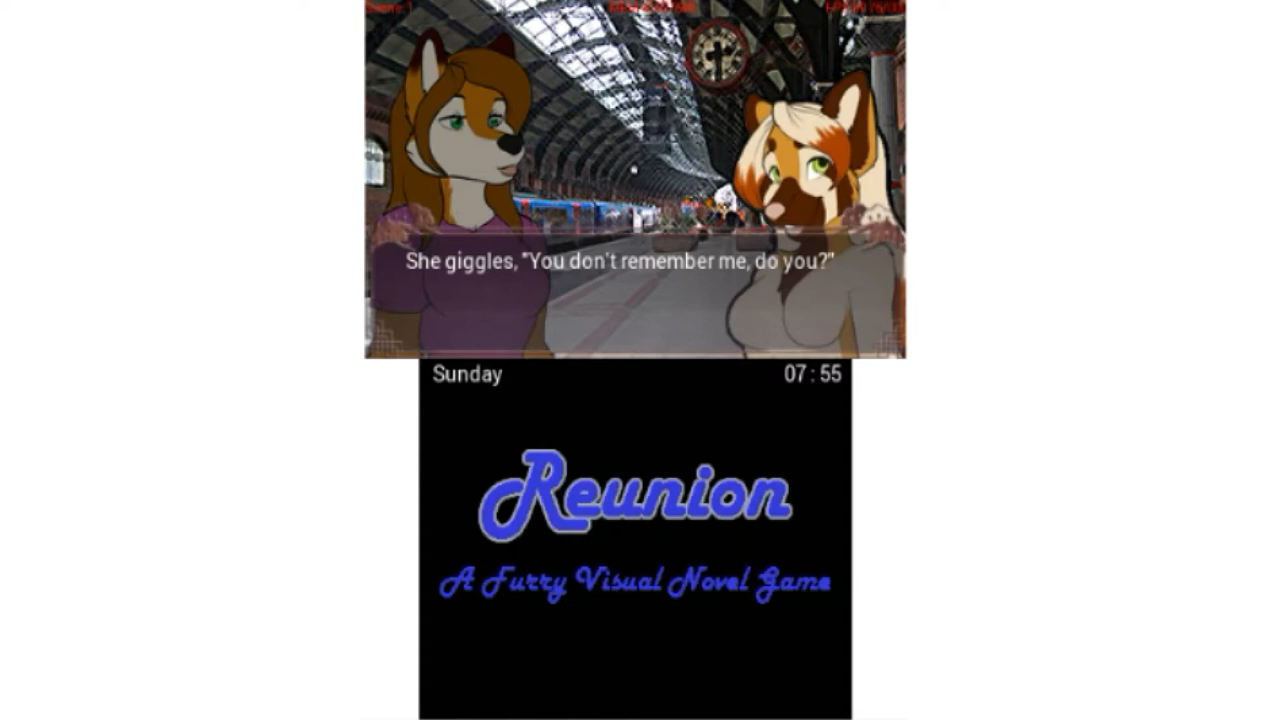 She giggles, "You don't remember me, do you?"
Sunday
07 : 55
Reunion
A Furry Visual Novel Game